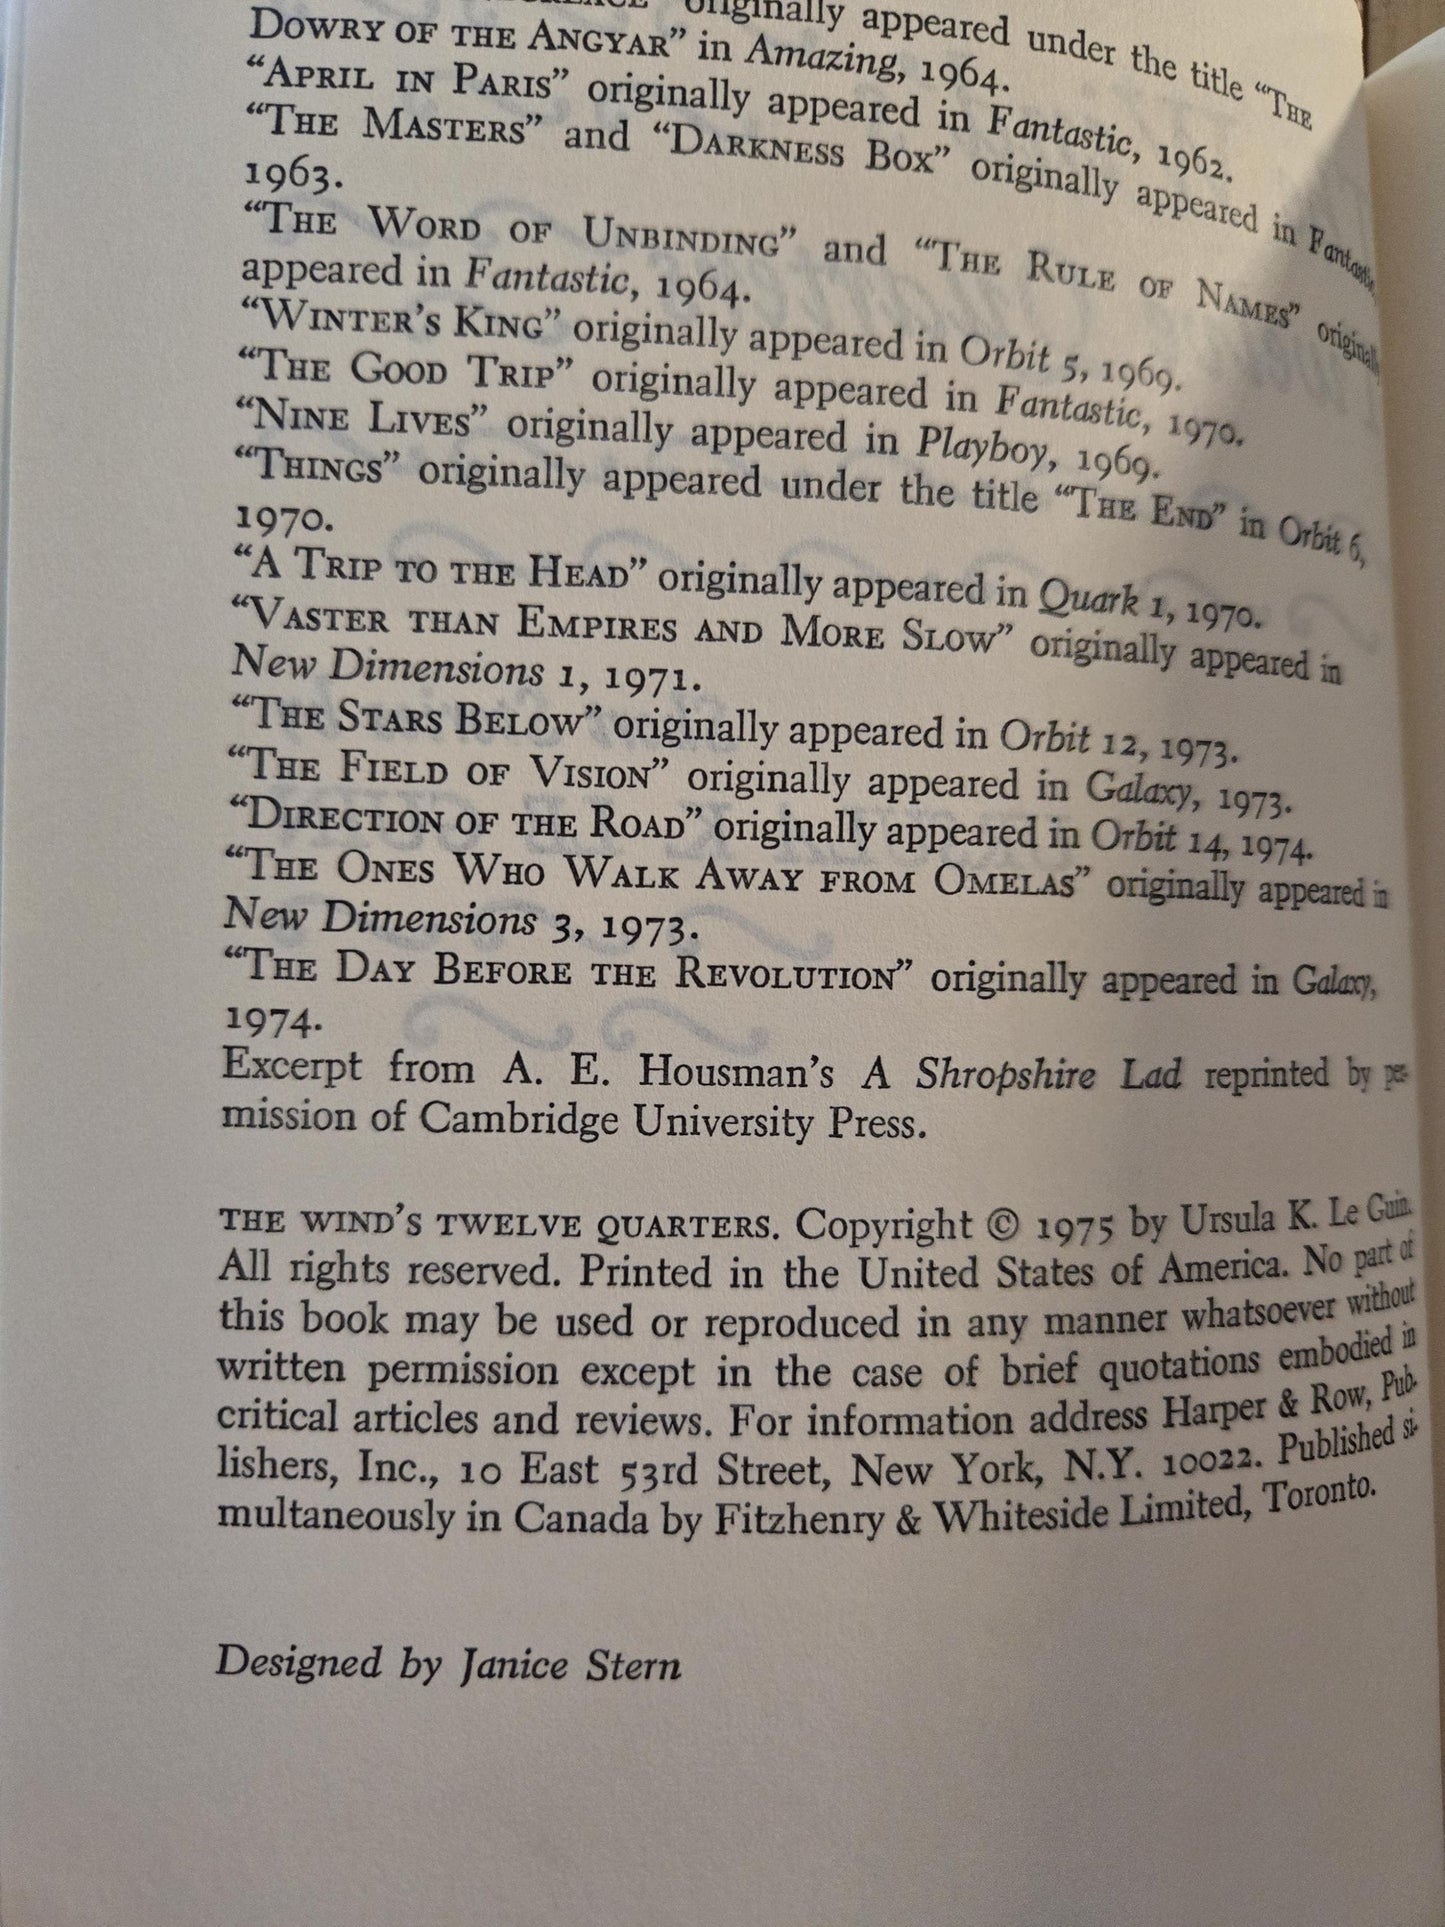 originally appeared under the title “The
Dowry of the Angyar” in Amazing, 1964.
“April in Paris” originally appeared in Fantastic, 1962.
“The Masters” and “Darkness Box” originally appeared in Fantastic,
1963.
“The Word of Unbinding” and “The Rule of Names” originally
appeared in Fantastic, 1964.
“Winter’s King” originally appeared in Orbit 5, 1969.
“The Good Trip” originally appeared in Fantastic, 1970.
“Nine Lives” originally appeared in Playboy, 1969.
“Things” originally appeared under the title “The End” in Orbit 6,
1970.
“A Trip to the Head” originally appeared in Quark 1, 1970.
“Vaster than Empires and More Slow” originally appeared in
New Dimensions 1, 1971.
“The Stars Below” originally appeared in Orbit 12, 1973.
“The Field of Vision” originally appeared in Galaxy, 1973.
“Direction of the Road” originally appeared in Orbit 14, 1974.
“The Ones Who Walk Away from Omelas” originally appeared in
New Dimensions 3, 1973.
“The Day Before the Revolution” originally appeared in Galaxy,
1974.
Excerpt from A. E. Housman’s A Shropshire Lad reprinted by per-
mission of Cambridge University Press.
THE WIND’S TWELVE QUARTERS. Copyright © 1975 by Ursula K. Le Guin.
All rights reserved. Printed in the United States of America. No part of
this book may be used or reproduced in any manner whatsoever without
written permission except in the case of brief quotations embodied in
critical articles and reviews. For information address Harper & Row, Pub-
lishers, Inc., 10 East 53rd Street, New York, N.Y. 10022. Published si-
multaneously in Canada by Fitzhenry & Whiteside Limited, Toronto.
Designed by Janice Stern